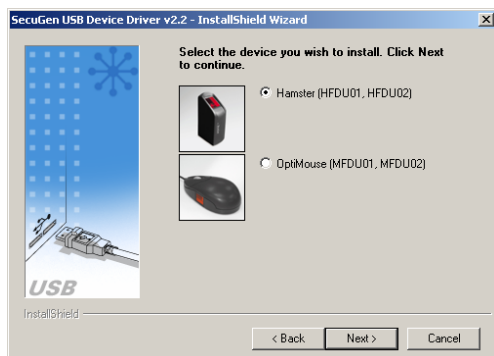 SecuGen USB Device Driver v2.2 - InstallShield Wizard
Select the device you wish to install. Click Next
to continue.
Hamster (HFDU01, HFDU02)
OptiMouse (MFDU01, MFDU02)
USB
InstallShield
< Back
Next >
Cancel